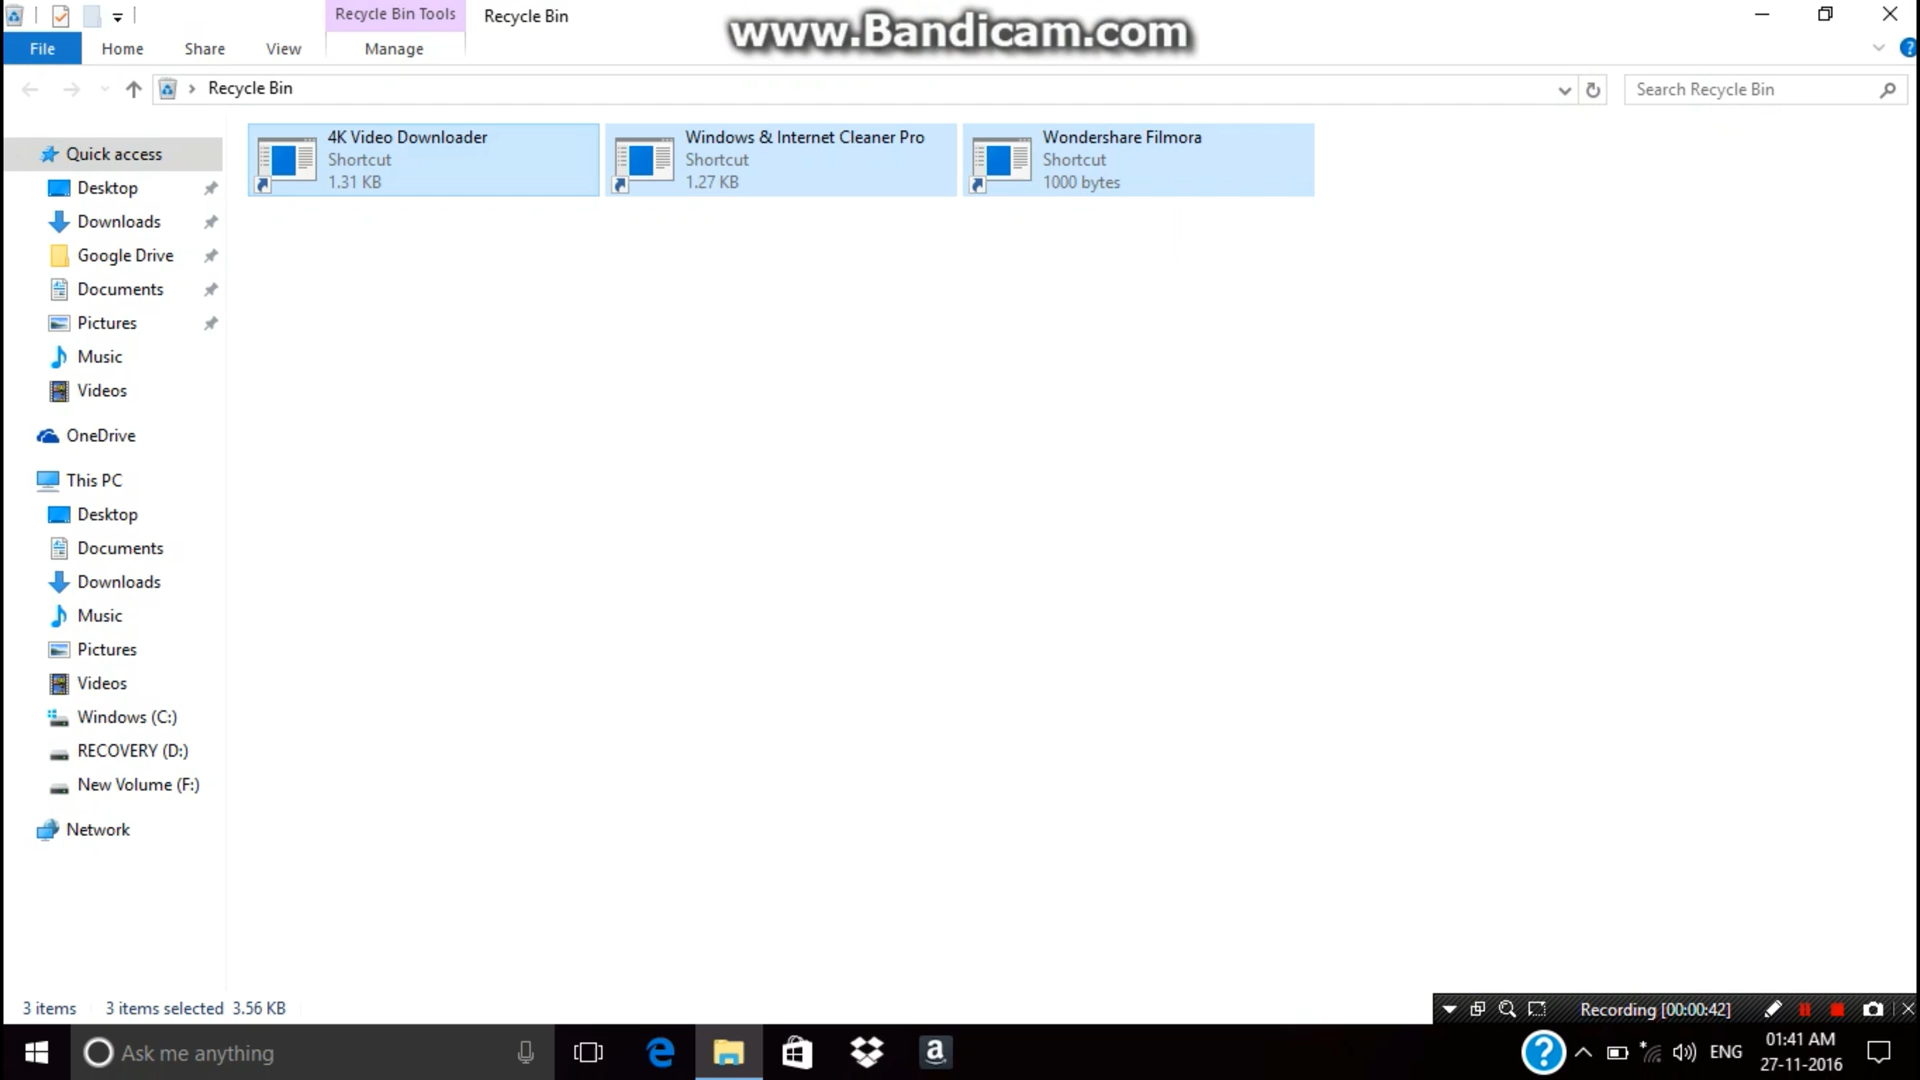 Recycle Bin Tools
Recycle Bin
www.Bandicam.com
File
Home
Share
View
Manage
Recycle Bin
Search Recycle Bin
Quick access
Desktop
Downloads
Google Drive
Documents
Pictures
Music
Videos
OneDrive
This PC
Desktop
Documents
Downloads
Music
Pictures
Videos
Windows (C:)
RECOVERY (D:)
New Volume (F:)
Network
4K Video Downloader
Shortcut
1.31 KB
Windows & Internet Cleaner Pro
Shortcut
1.27 KB
Wondershare Filmora
Shortcut
1000 bytes
3 items
3 items selected 3.56 KB
Recording [00:00:42]
Ask me anything
ENG
01:41 AM
27-11-2016